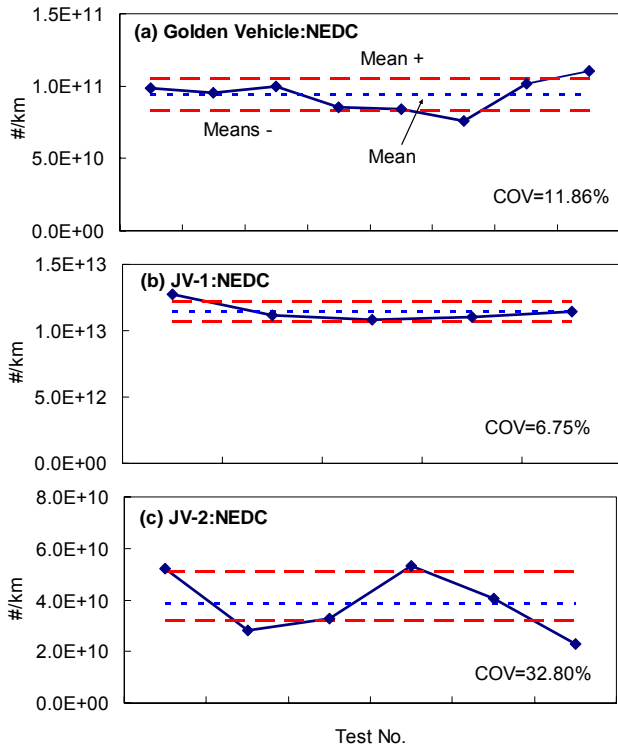 1.5E+11
(a) Golden Vehicle:NEDC
Mean +
1.0E+11
#/km
Means -
Mean
5.0E+10
COV=11.86%
0.0E+00
1.5E+13
(b) JV-1:NEDC
1.0E+13
#/km
5.0E+12
COV=6.75%
0.0E+00
8.0E+10
(c) JV-2:NEDC
6.0E+10
#/km
4.0E+10
2.0E+10
COV=32.80%
0.0E+00
Test No.